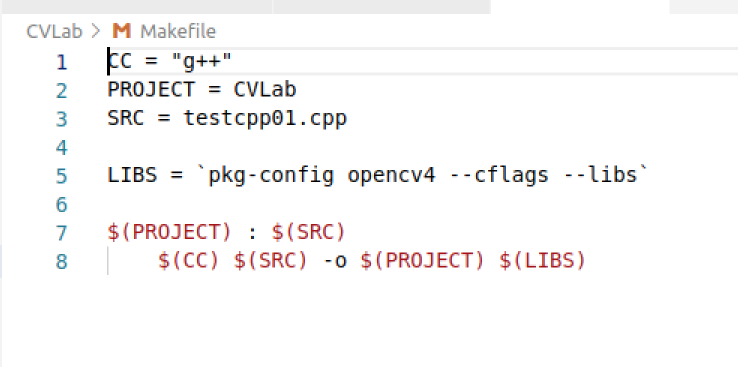 CVLab > M Makefile
1 CC = "g++"
2 PROJECT = CVLab
3 SRC = testcpp01.cpp
4
5 LIBS = `pkg-config opencv4 --cflags --libs`
6
7 $(PROJECT) : $(SRC)
8     $(CC) $(SRC) -o $(PROJECT) $(LIBS)